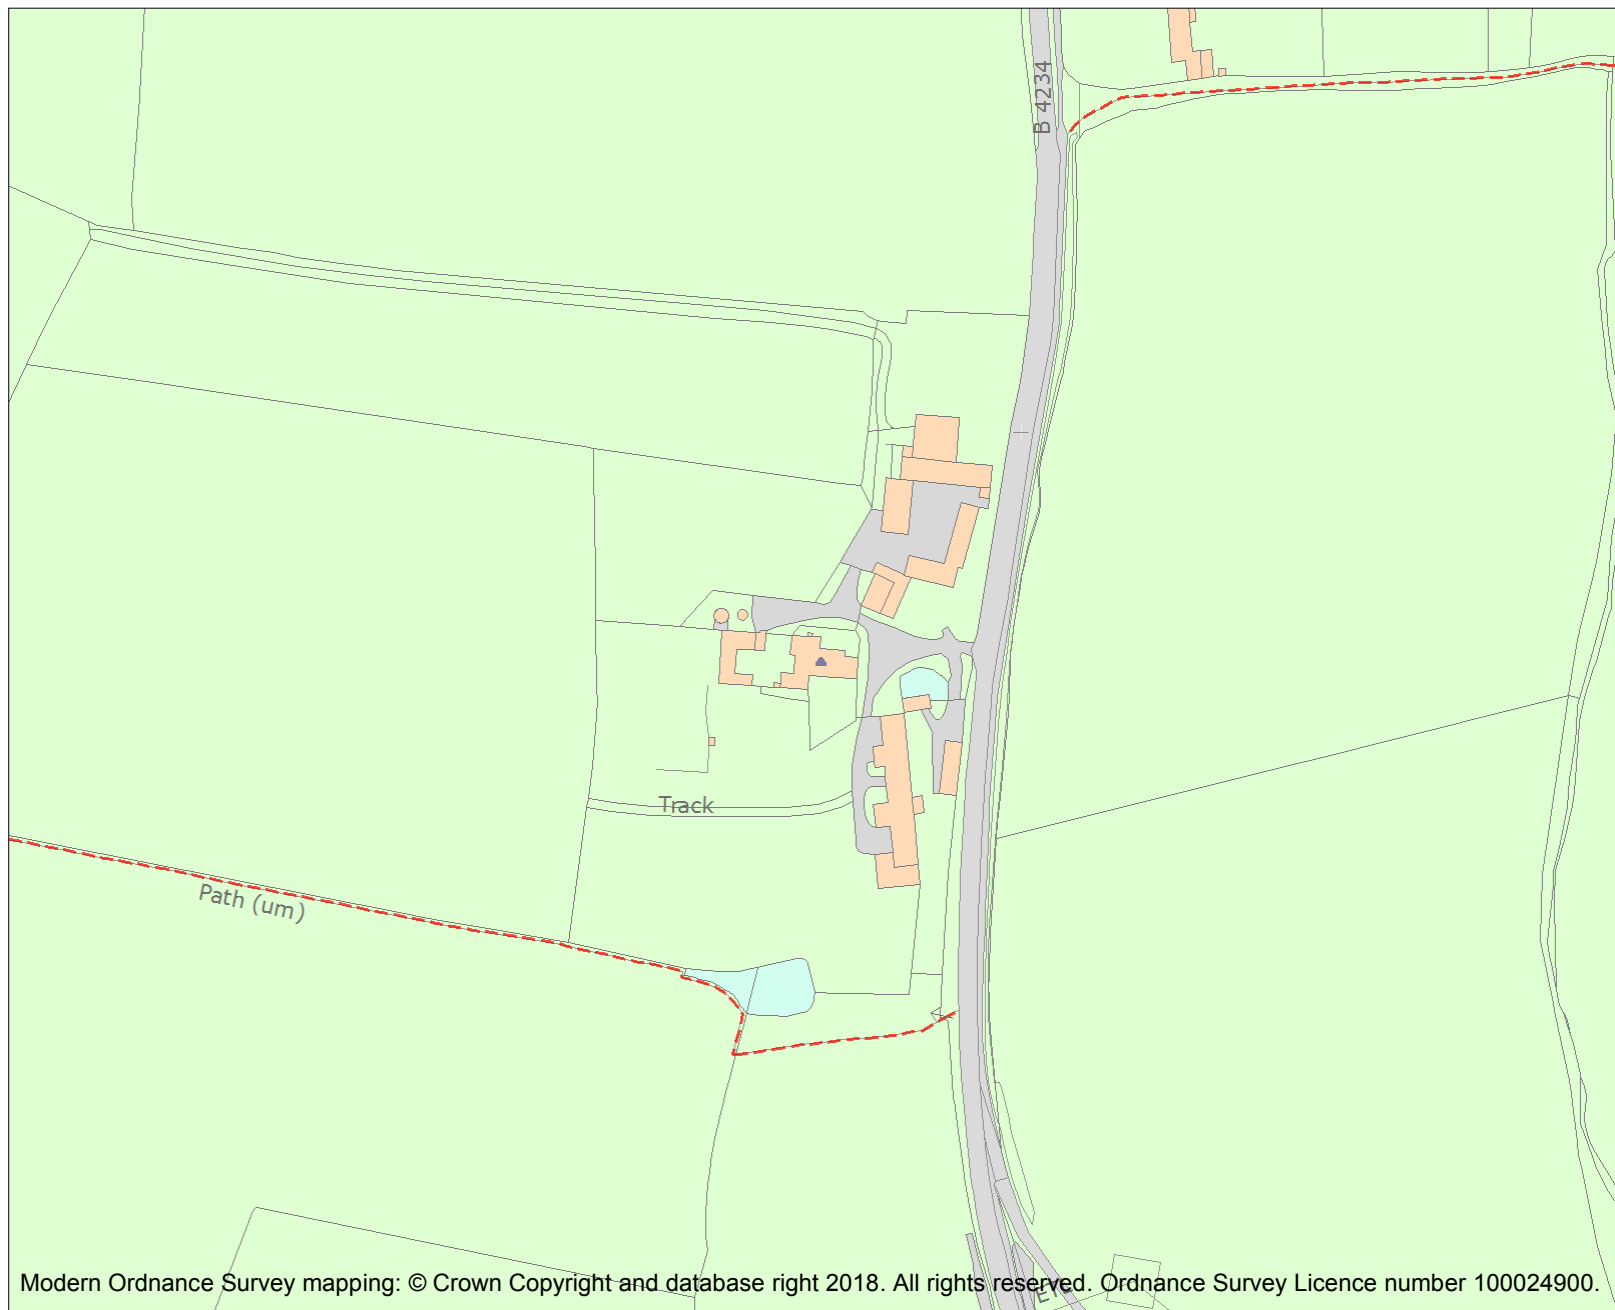 B 4234
Track
Path (um)
Modern Ordnance Survey mapping: © Crown Copyright and database right 2018. All rights reserved. Ordnance Survey Licence number 100024900.